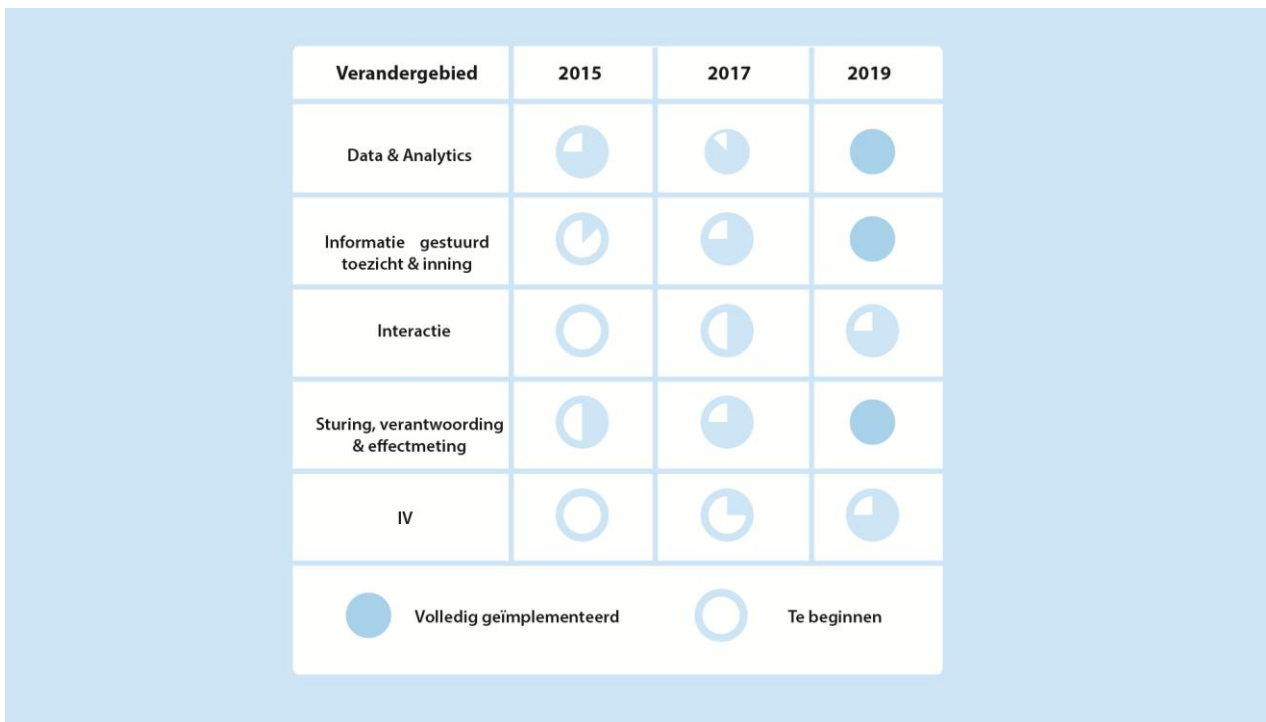 Verandergebied 2015 2017 2019
Data & Analytics
Informatie gestuurd
toezicht & inning
Interactie
Sturing, verantwoording
& effectmeting
IV
Volledig geïmplementeerd Te beginnen